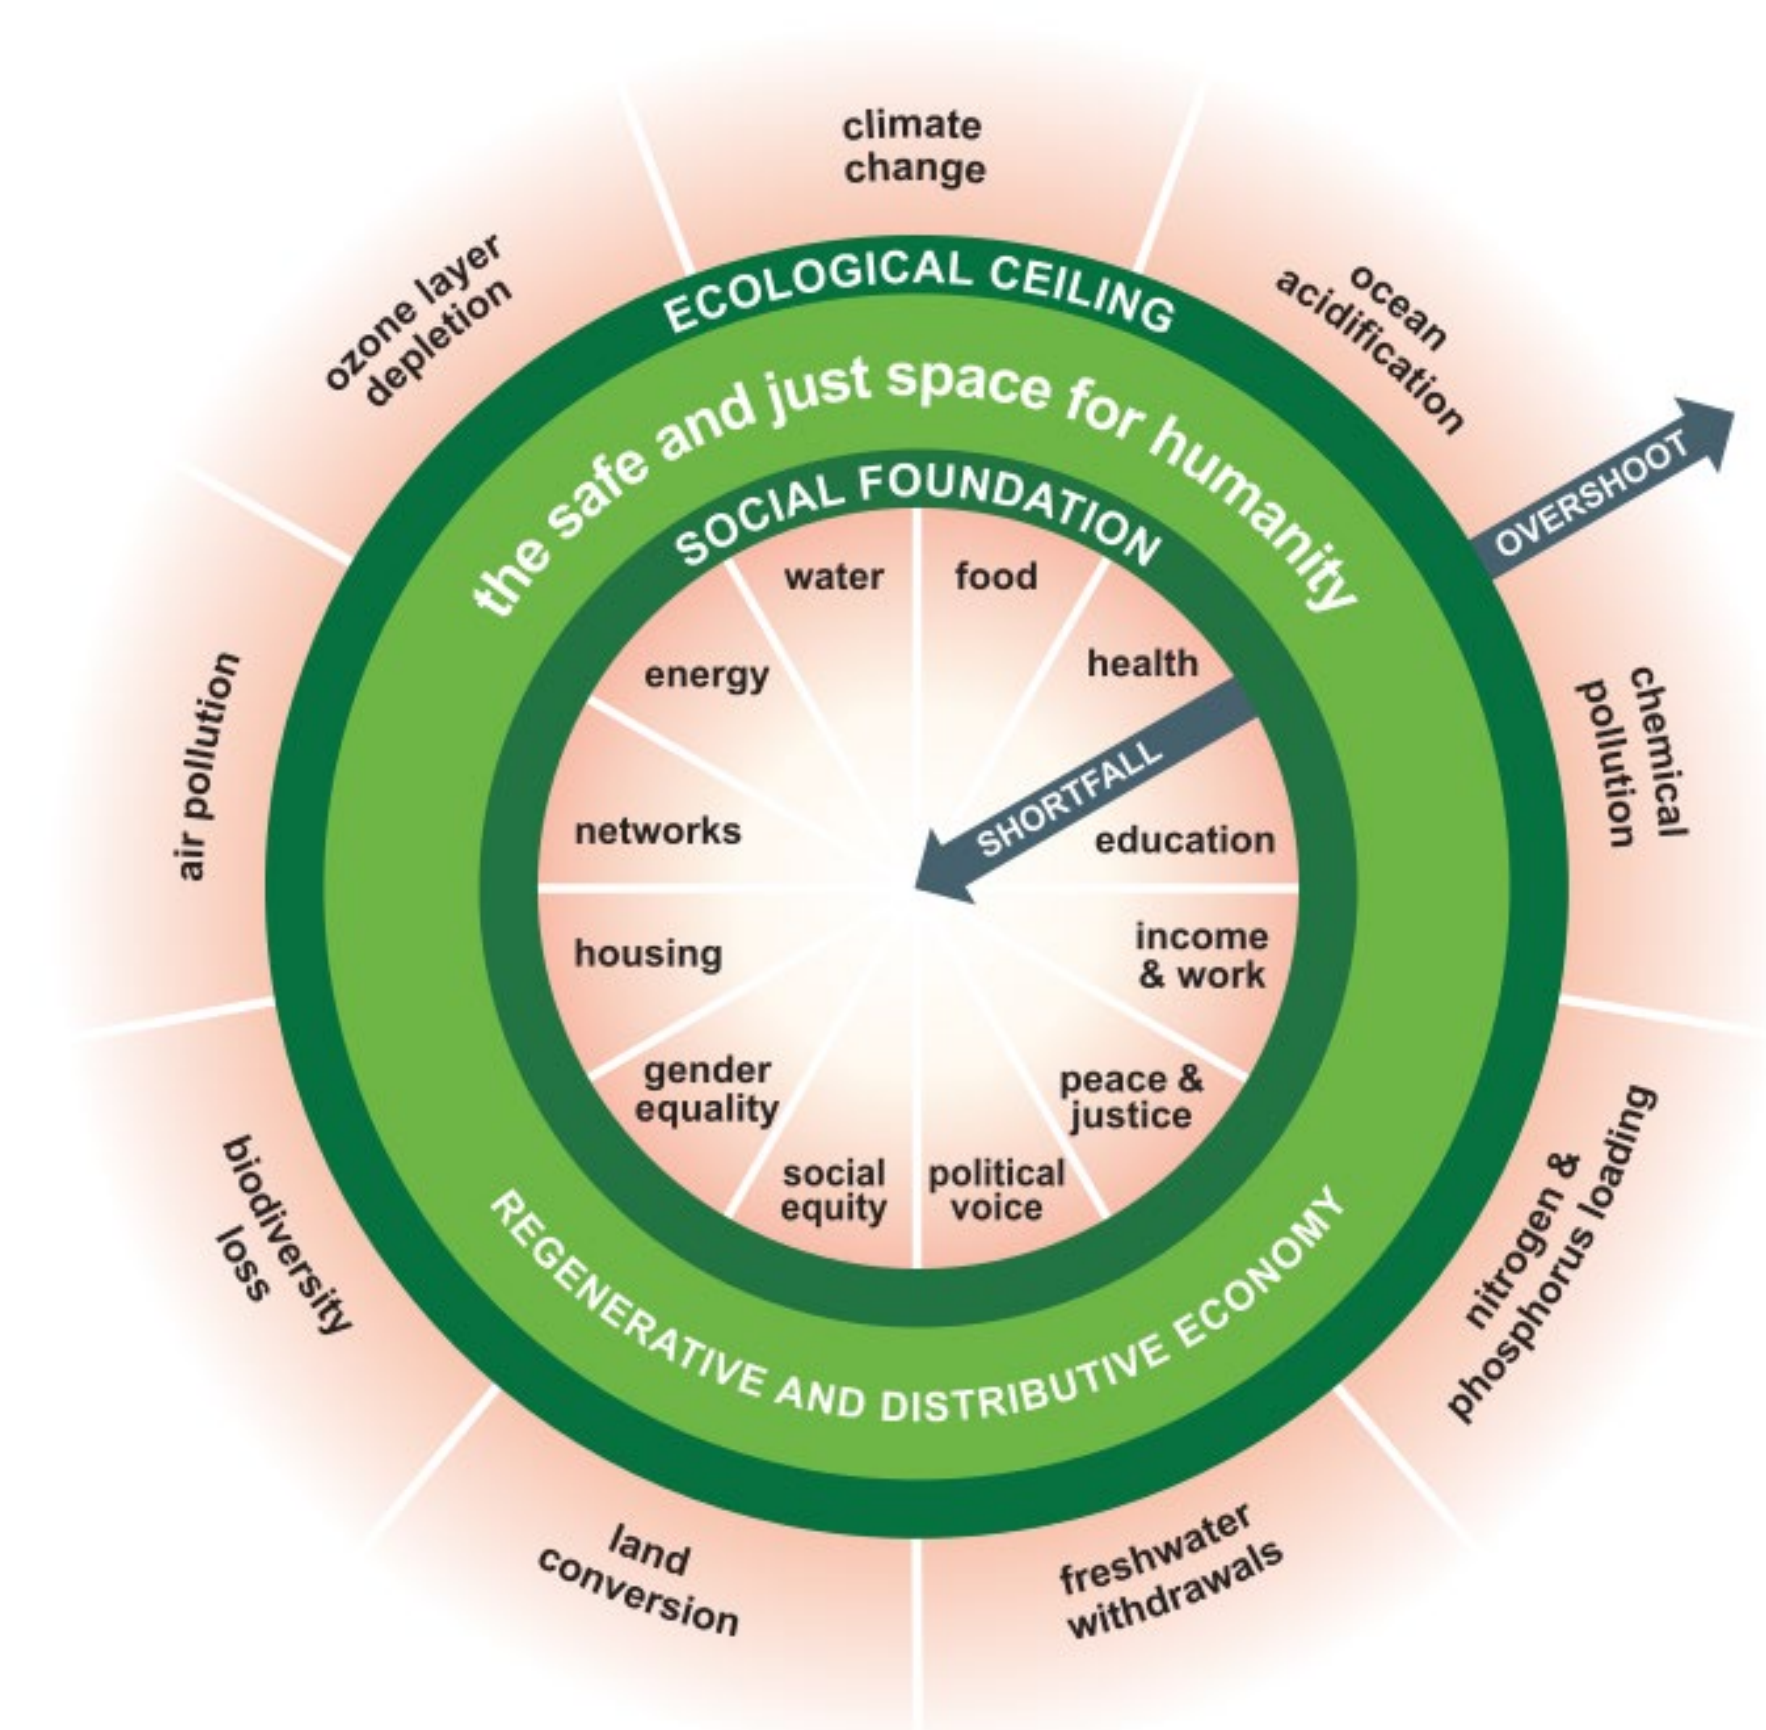 climate
change
ocean
acidification
OVERSHOOT
chemical
pollution
nitrogen &
phosphorus loading
freshwater
withdrawals
land
conversion
biodiversity
loss
air pollution
ozone layer
depletion
ECOLOGICAL CEILING
the safe and just space for humanity
SOCIAL FOUNDATION
water
food
health
SHORTFALL
education
income
& work
peace &
justice
political
voice
social
equity
gender
equality
housing
networks
energy
REGENERATIVE AND DISTRIBUTIVE ECONOMY